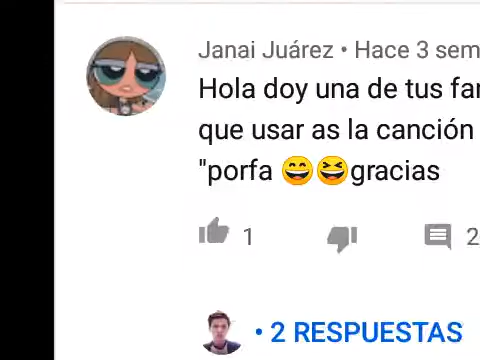 Janai Juárez • Hace 3 sem
Hola doy una de tus fan
que usar as la canción
"porfa 😄😆gracias
1
2
• 2 RESPUESTAS